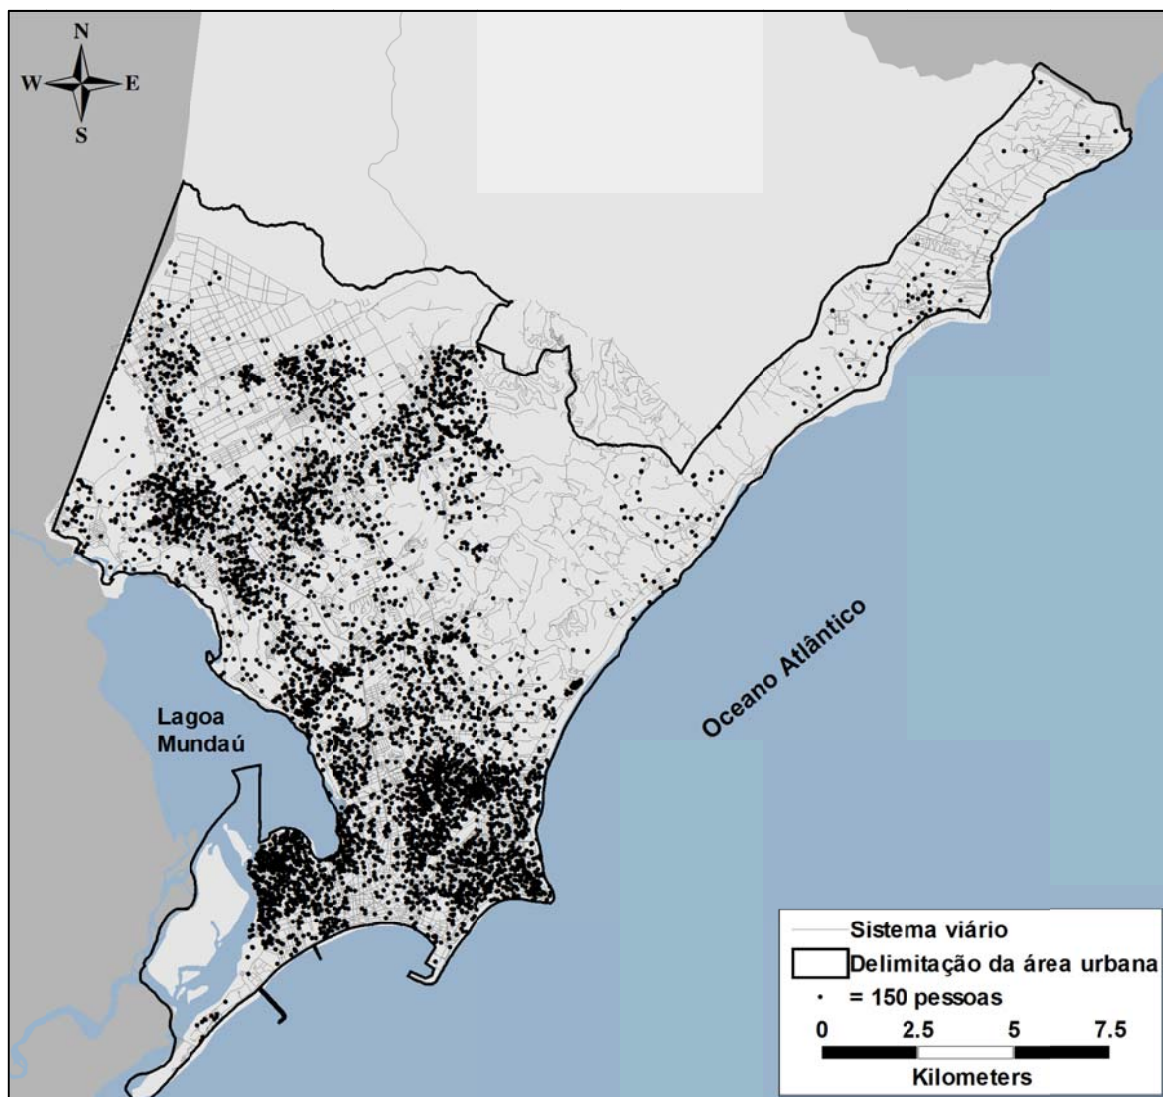 N
W E
S
Oceano Atlântico
Lagoa
Mundaú
Sistema viário
Delimitação da área urbana
= 150 pessoas
0 2.5 5 7.5
Kilometers